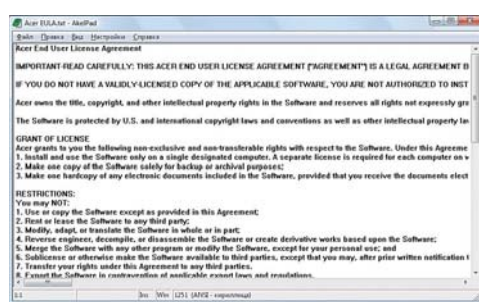 Acer EULA.txt - AkelPad
Файл Правка Вид Настройки Справка
Acer End User License Agreement
IMPORTANT-READ CAREFULLY: THIS ACER END USER LICENSE AGREEMENT ("AGREEMENT") IS A LEGAL AGREEMENT B
IF YOU DO NOT HAVE A VALIDLY-LICENSED COPY OF THE APPLICABLE SOFTWARE, YOU ARE NOT AUTHORIZED TO INST
Acer owns the title, copyright, and other intellectual property rights in the Software and reserves all rights not expressly gra
The Software is protected by U.S. and international copyright laws and conventions as well as other intellectual property la
GRANT OF LICENSE
Acer grants to you the following non-exclusive and non-transferable rights with respect to the Software. Under this Agreeme
1. Install and use the Software only on a single designated computer. A separate license is required for each computer on w
2. Make one copy of the Software solely for backup or archival purposes;
3. Make one hardcopy of any electronic documents included in the Software, provided that you receive the documents elect
RESTRICTIONS:
You may NOT:
1. Use or copy the Software except as provided in this Agreement;
2. Rent or lease the Software to any third party;
3. Modify, adapt, or translate the Software in whole or in part;
4. Reverse engineer, decompile, or disassemble the Software or create derivative works based upon the Software;
5. Merge the Software with any other program or modify the Software, except for your personal use; and
6. Sublicense or otherwise make the Software available to third parties, except that you may, after prior written notification t
7. Transfer your rights under this Agreement to any third parties.
8. Export the Software in contravention of applicable export laws and regulations.
1:1 Ins Win 1251 (ANSI - кириллица)